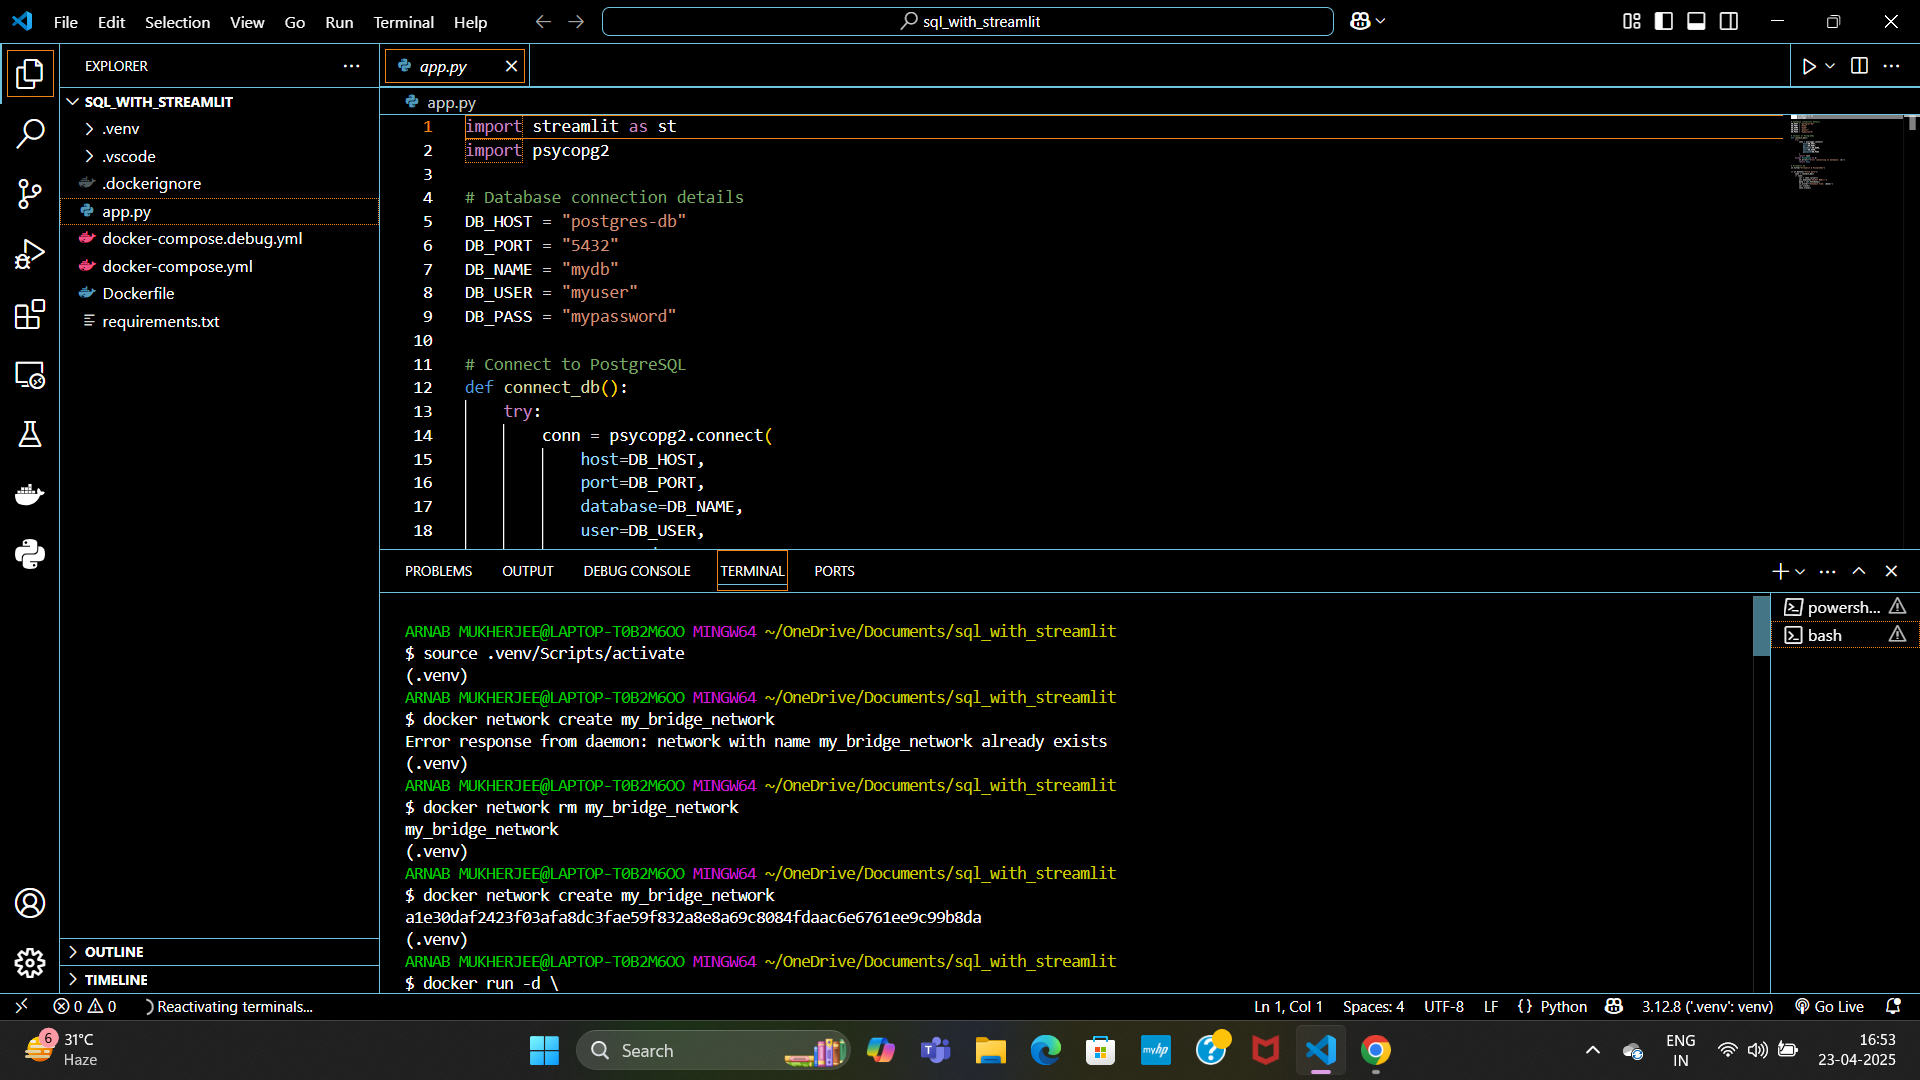 File Edit Selection View Go Run Terminal Help
sql_with_streamlit
EXPLORER
SQL_WITH_STREAMLIT
.venv
.vscode
.dockerignore
app.py
docker-compose.debug.yml
docker-compose.yml
Dockerfile
requirements.txt
OUTLINE
TIMELINE
app.py
app.py
1 import streamlit as st
2 import psycopg2
3
4 # Database connection details
5 DB_HOST = "postgres-db"
6 DB_PORT = "5432"
7 DB_NAME = "mydb"
8 DB_USER = "myuser"
9 DB_PASS = "mypassword"
10
11 # Connect to PostgreSQL
12 def connect_db():
13 try:
14 conn = psycopg2.connect(
15 host=DB_HOST,
16 port=DB_PORT,
17 database=DB_NAME,
18 user=DB_USER,
PROBLEMS OUTPUT DEBUG CONSOLE TERMINAL PORTS
powersh...
bash
ARNAB MUKHERJEE@LAPTOP-T0B2M6OO MINGW64 ~/OneDrive/Documents/sql_with_streamlit
$ source .venv/Scripts/activate
(.venv)
ARNAB MUKHERJEE@LAPTOP-T0B2M6OO MINGW64 ~/OneDrive/Documents/sql_with_streamlit
$ docker network create my_bridge_network
Error response from daemon: network with name my_bridge_network already exists
(.venv)
ARNAB MUKHERJEE@LAPTOP-T0B2M6OO MINGW64 ~/OneDrive/Documents/sql_with_streamlit
$ docker network rm my_bridge_network
my_bridge_network
(.venv)
ARNAB MUKHERJEE@LAPTOP-T0B2M6OO MINGW64 ~/OneDrive/Documents/sql_with_streamlit
$ docker network create my_bridge_network
a1e30daf2423f03afa8dc3fae59f832a8e8a69c8084fdaac6e6761ee9c99b8da
(.venv)
ARNAB MUKHERJEE@LAPTOP-T0B2M6OO MINGW64 ~/OneDrive/Documents/sql_with_streamlit
$ docker run -d \
0 0 Reactivating terminals... Ln 1, Col 1 Spaces: 4 UTF-8 LF {} Python 3.12.8 ('.venv': venv) Go Live
6
31°C
Haze
Search
myhp
ENG
IN
16:53
23-04-2025